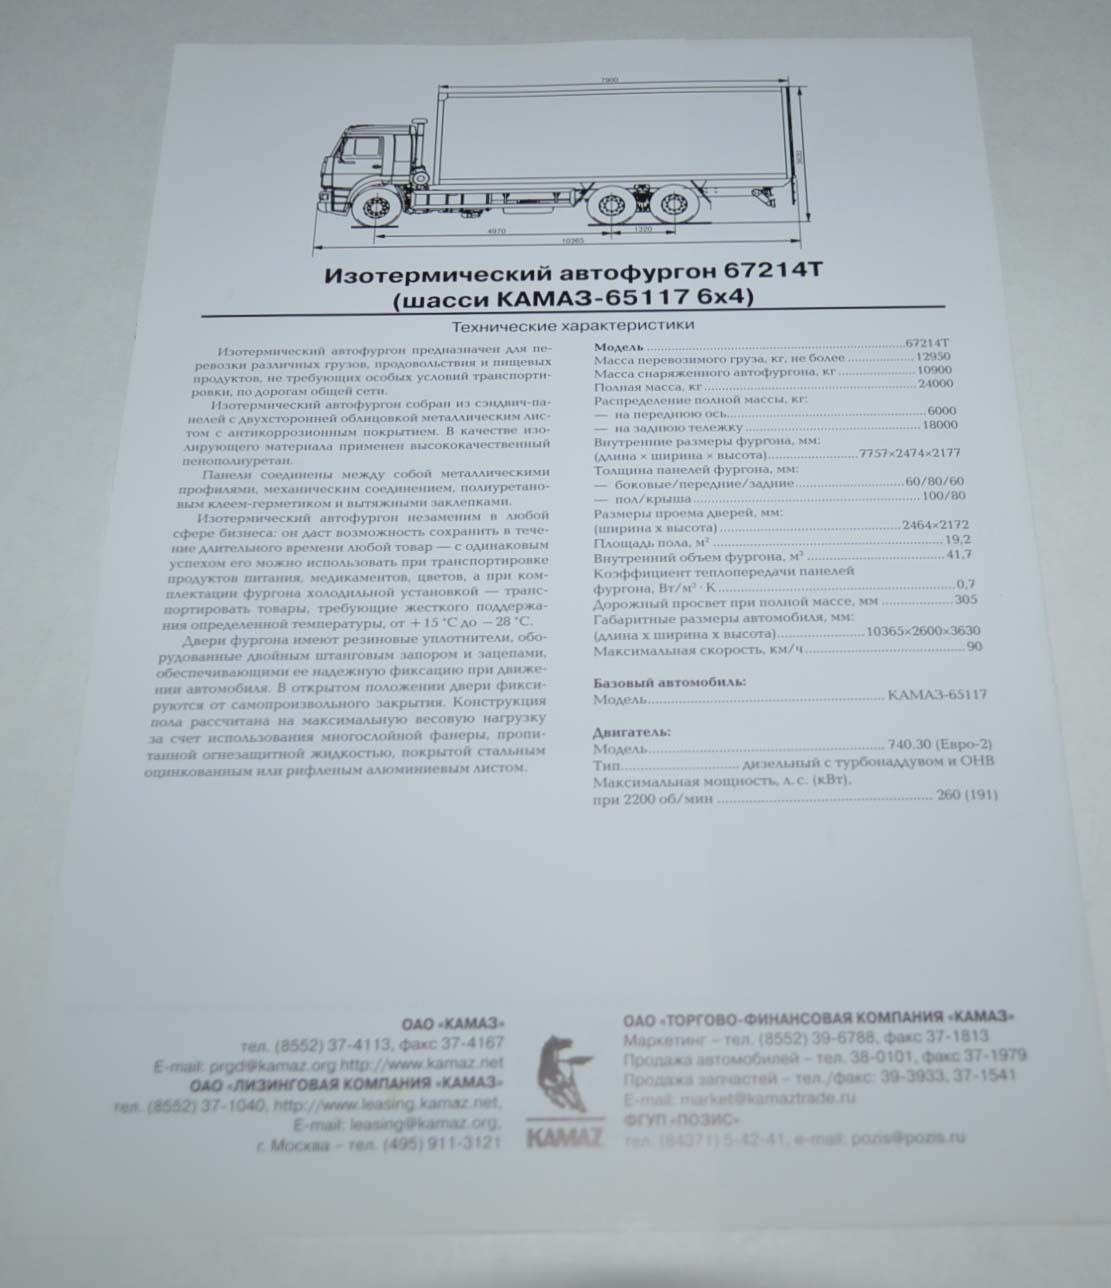 7900
3630
4970
1320
10365
Изотермический автофургон 67214Т
(шасси КАМАЗ-65117 6х4)
Технические характеристики
Изотермический автофургон предназначен для пе-
ревозки различных грузов, продовольствия и пищевых
продуктов, не требующих особых условий транспорти-
ровки, по дорогам общей сети.
Изотермический автофургон собран из сэндвич-па-
нелей с двухсторонней облицовкой металлическим лис-
том с антикоррозионным покрытием. В качестве изо-
лирующего материала применен высококачественный
пенополиуретан.
Панели соединены между собой металлическими
профилями, механическим соединением, полиуретано-
вым клеем-герметиком и вытяжными заклепками.
Изотермический автофургон незаменим в любой
сфере бизнеса: он даст возможность сохранить в тече-
ние длительного времени любой товар — с одинаковым
успехом его можно использовать при транспортировке
продуктов питания, медикаментов, цветов, а при ком-
плектации фургона холодильной установкой — транс-
портировать товары, требующие жесткого поддержа-
ния определенной температуры, от +15 °С до −28 °С.
Двери фургона имеют резиновые уплотнители, обо-
рудованные двойным штанговым запором и зацепами,
обеспечивающими ее надежную фиксацию при движе-
нии автомобиля. В открытом положении двери фикси-
руются от самопроизвольного закрытия. Конструкция
пола рассчитана на максимальную весовую нагрузку
за счет использования многослойной фанеры, пропи-
танной огнезащитной жидкостью, покрытой стальным
оцинкованным или рифленым алюминиевым листом.
Модель ........ 67214Т
Масса перевозимого груза, кг, не более ........ 12950
Масса снаряженного автофургона, кг ........ 10900
Полная масса, кг ........ 24000
Распределение полной массы, кг:
— на переднюю ось ........ 6000
— на заднюю тележку ........ 18000
Внутренние размеры фургона, мм:
(длина × ширина × высота) ........ 7757×2474×2177
Толщина панелей фургона, мм:
— боковые/передние/задние ........ 60/80/60
— пол/крыша ........ 100/80
Размеры проема дверей, мм:
(ширина х высота) ........ 2464×2172
Площадь пола, м² ........ 19,2
Внутренний объем фургона, м³ ........ 41,7
Коэффициент теплопередачи панелей
фургона, Вт/м² · К ........ 0,7
Дорожный просвет при полной массе, мм ........ 305
Габаритные размеры автомобиля, мм:
(длина х ширина х высота) ........ 10365×2600×3630
Максимальная скорость, км/ч ........ 90
Базовый автомобиль:
Модель ........ КАМАЗ-65117
Двигатель:
Модель ........ 740.30 (Евро-2)
Тип ........ дизельный с турбонаддувом и ОНВ
Максимальная мощность, л. с. (кВт),
при 2200 об/мин ........ 260 (191)
ОАО «КАМАЗ»
тел. (8552) 37-4113, факс 37-4167
E-mail: prgd@kamaz.org http://www.kamaz.net
ОАО «ЛИЗИНГОВАЯ КОМПАНИЯ «КАМАЗ»
тел. (8552) 37-1040, http://www.leasing.kamaz.net,
E-mail: leasing@kamaz.org,
г. Москва – тел. (495) 911-3121
KAMAZ
ОАО «ТОРГОВО-ФИНАНСОВАЯ КОМПАНИЯ «КАМАЗ»
Маркетинг – тел. (8552) 39-6788, факс 37-1813
Продажа автомобилей – тел. 38-0101, факс 37-1979
Продажа запчастей – тел./факс: 39-3933, 37-1541
E-mail: market@kamaztrade.ru
ФГУП «ПОЗИС»
тел. (84371) 5-42-41, e-mail: pozis@pozis.ru